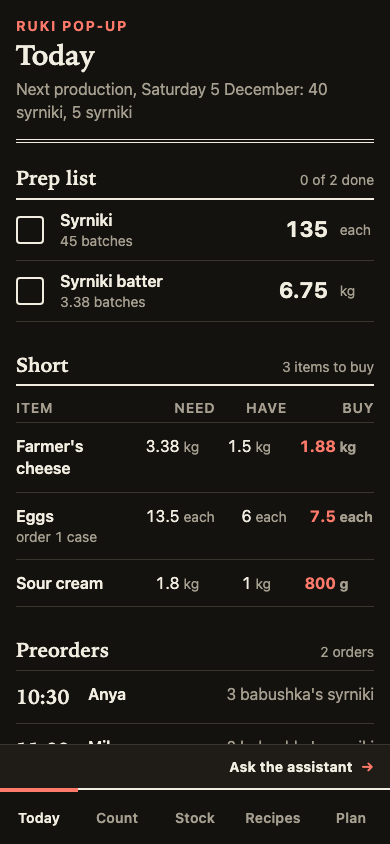 RUKI POP-UP
Today
Next production, Saturday 5 December: 40
syrniki, 5 syrniki
Prep list 0 of 2 done
Syrniki 135 each
45 batches
Syrniki batter 6.75 kg
3.38 batches
Short 3 items to buy
ITEM NEED HAVE BUY
Farmer's 3.38 kg 1.5 kg 1.88 kg
cheese
Eggs 13.5 each 6 each 7.5 each
order 1 case
Sour cream 1.8 kg 1 kg 800 g
Preorders 2 orders
10:30 Anya 3 babushka's syrniki
Ask the assistant →
Today Count Stock Recipes Plan